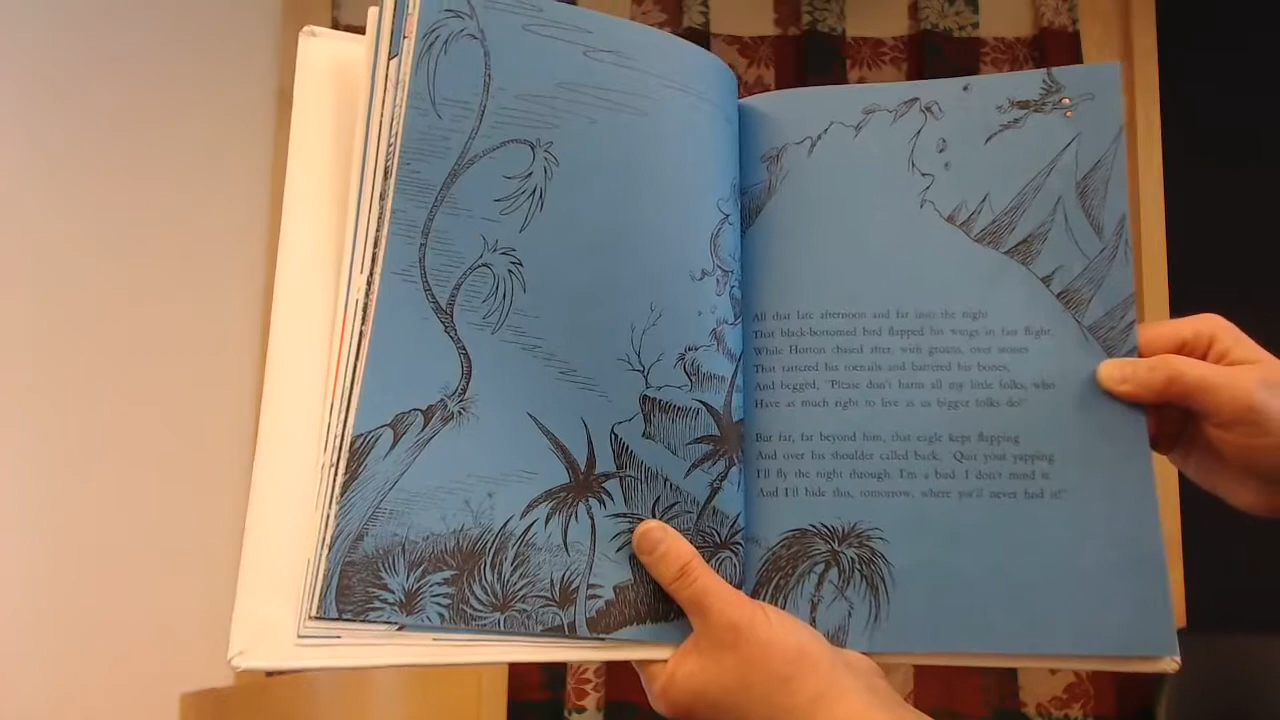 All that late afternoon and far into the night
That black-bottomed bird flapped his wings in fast flight,
While Horton chased after, with groans, over stones
That tattered his toenails and battered his bones,
And begged, "Please don't harm all my little folks, who
Have as much right to live as us bigger folks do!"
But far, far beyond him, that eagle kept flapping
And over his shoulder called back, "Quit your yapping.
I'll fly the night through. I'm a bird. I don't mind it.
And I'll hide this, tomorrow, where you'll never find it!"